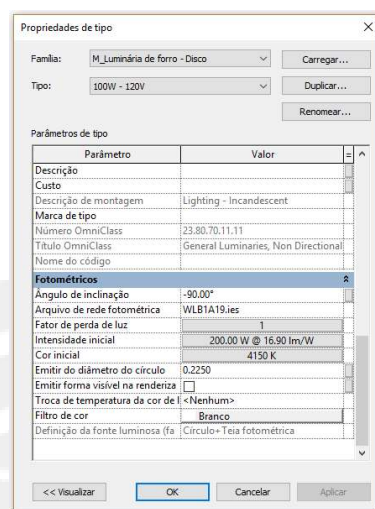 Propriedades de tipo
Família: M_Luminária de forro - Disco Carregar...
Tipo: 100W - 120V Duplicar...
Renomear...
Parâmetros de tipo
Parâmetro Valor =
Descrição
Custo
Descrição de montagem Lighting - Incandescent
Marca de tipo
Número OmniClass 23.80.70.11.11
Título OmniClass General Luminaries, Non Directional
Nome do código
Fotométricos
Ângulo de inclinação -90.00°
Arquivo de rede fotométrica WLB1A19.ies
Fator de perda de luz 1
Intensidade inicial 200.00 W @ 16.90 lm/W
Cor inicial 4150 K
Emitir do diâmetro do círculo 0.2250
Emitir forma visível na renderiza
Troca de temperatura da cor de l <Nenhum>
Filtro de cor Branco
Definição da fonte luminosa (fa Círculo+Teia fotométrica
<< Visualizar OK Cancelar Aplicar